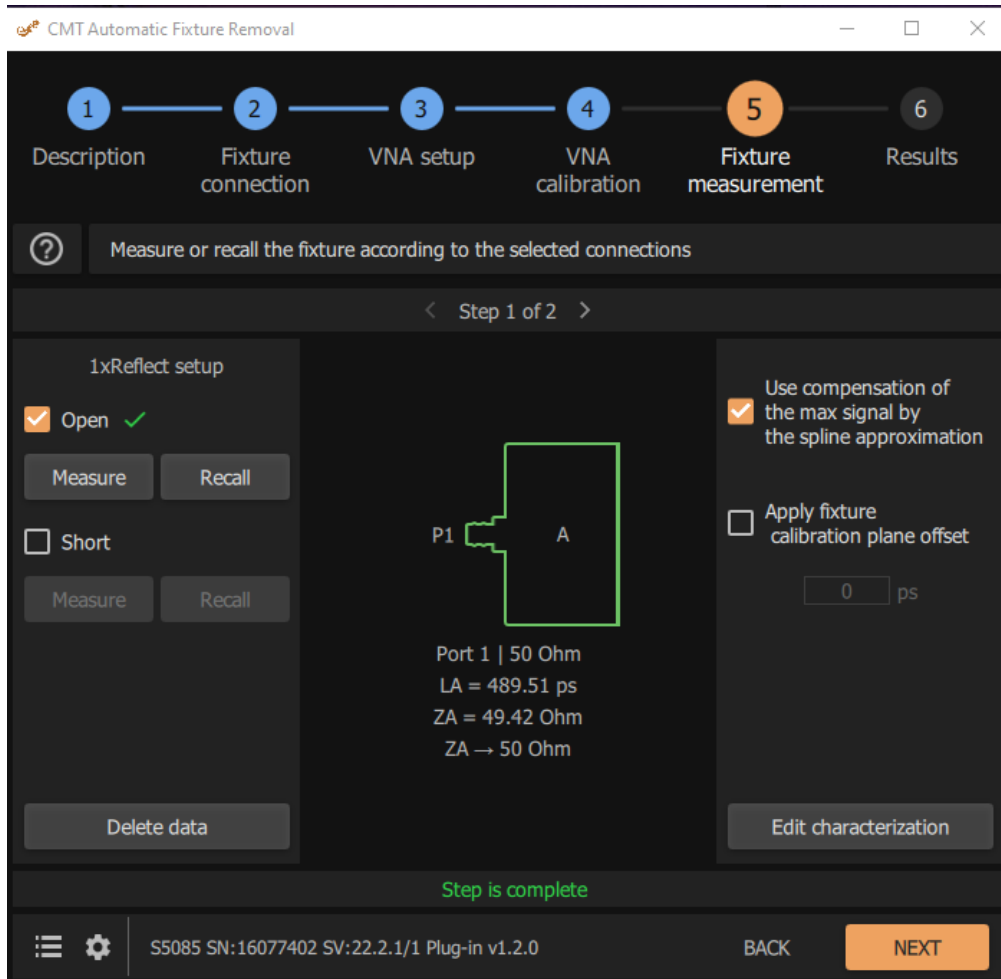 CMT Automatic Fixture Removal
1
2
3
4
5
6
Description
Fixture
connection
VNA setup
VNA
calibration
Fixture
measurement
Results
Measure or recall the fixture according to the selected connections
Step 1 of 2
1xReflect setup
Open
Measure
Recall
Short
Measure
Recall
Delete data
P1
A
Port 1 | 50 Ohm
LA = 489.51 ps
ZA = 49.42 Ohm
ZA → 50 Ohm
Use compensation of
the max signal by
the spline approximation
Apply fixture
calibration plane offset
0 ps
Edit characterization
Step is complete
S5085 SN:16077402 SV:22.2.1/1 Plug-in v1.2.0
BACK
NEXT